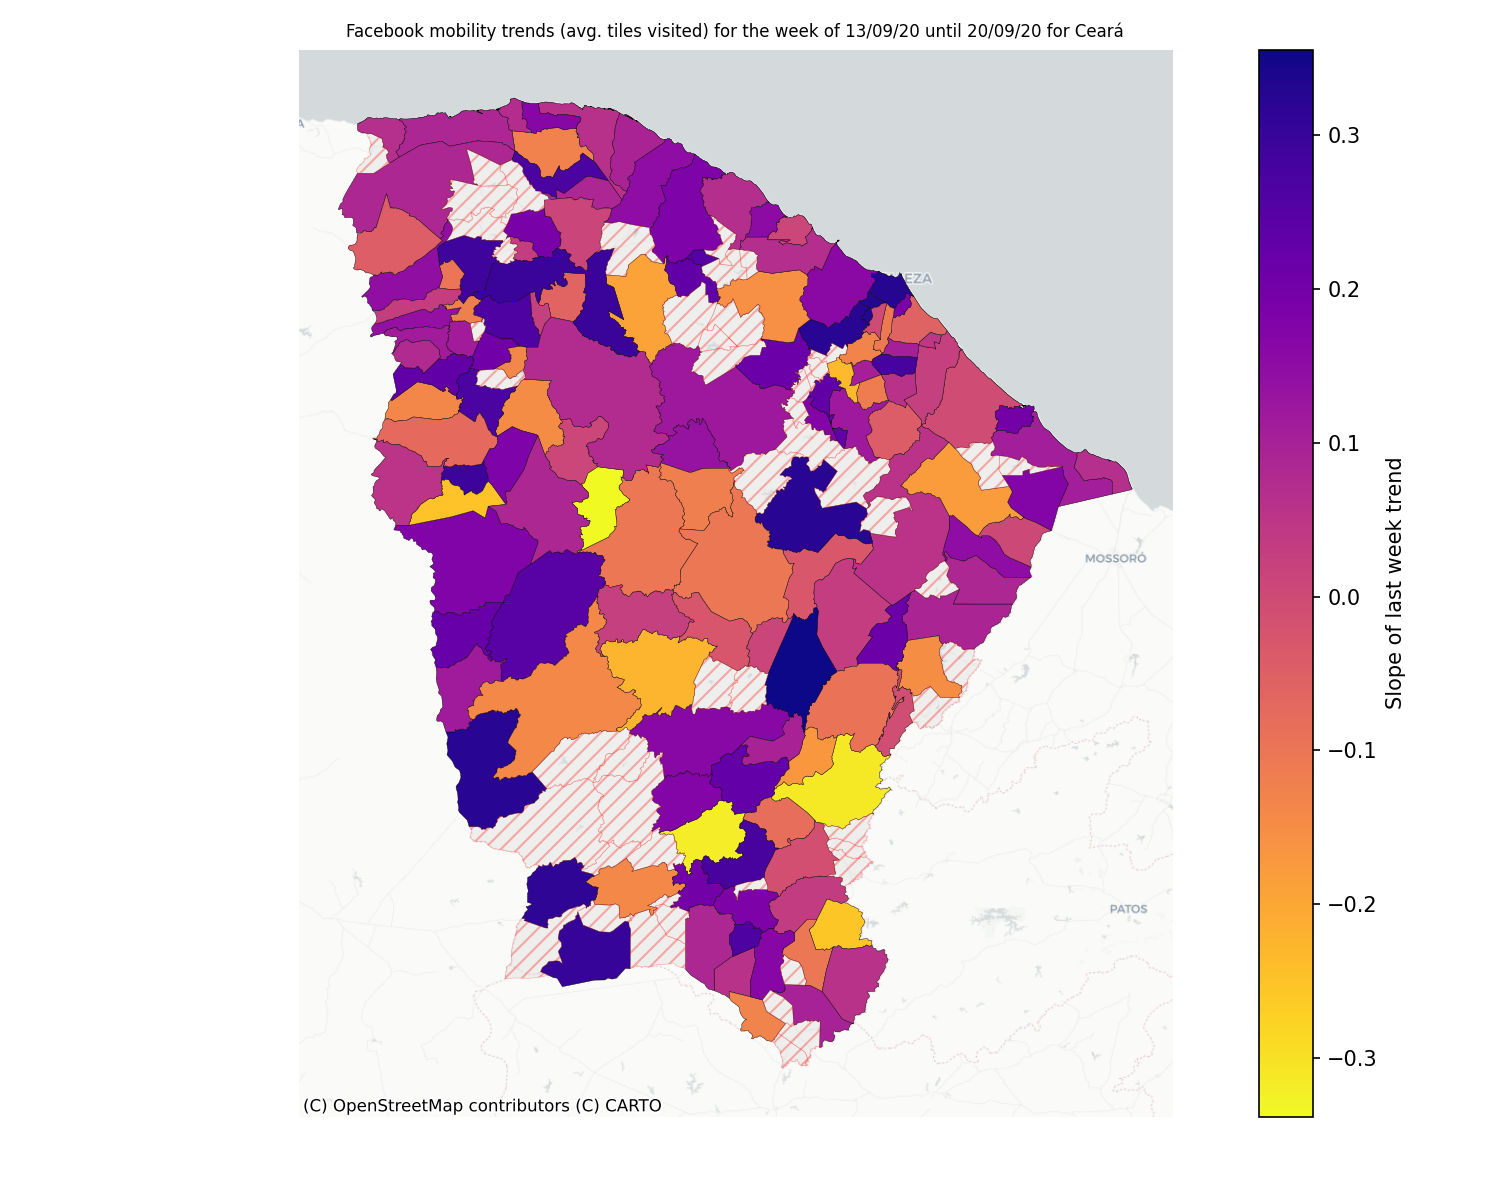 Facebook mobility trends (avg. tiles visited) for the week of 13/09/20 until 20/09/20 for Ceará
A
EZA
MOSSORÓ
PATOS
(C) OpenStreetMap contributors (C) CARTO
0.3
0.2
0.1
0.0
−0.1
−0.2
−0.3
Slope of last week trend